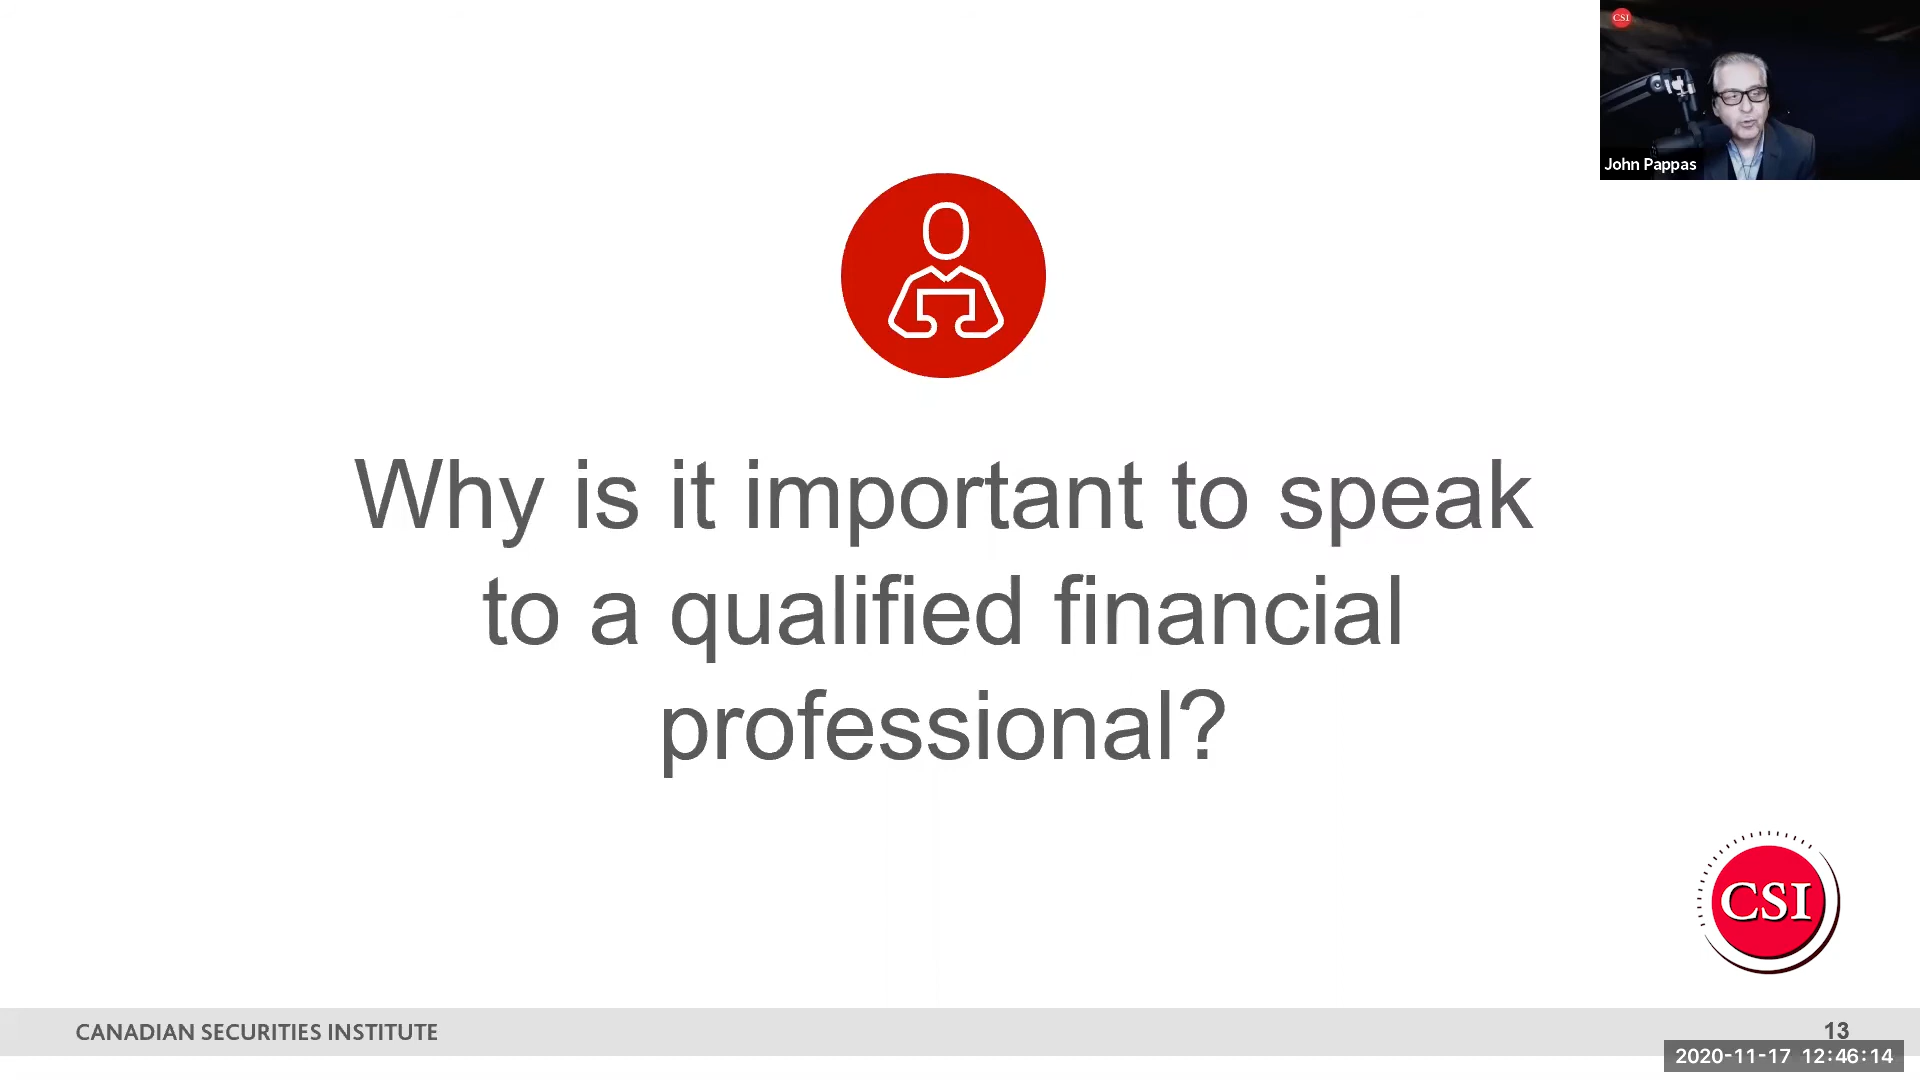 CSI
John Pappas
Why is it important to speak
to a qualified financial
professional?
CSI
CANADIAN SECURITIES INSTITUTE
13
2020-11-17 12:46:14